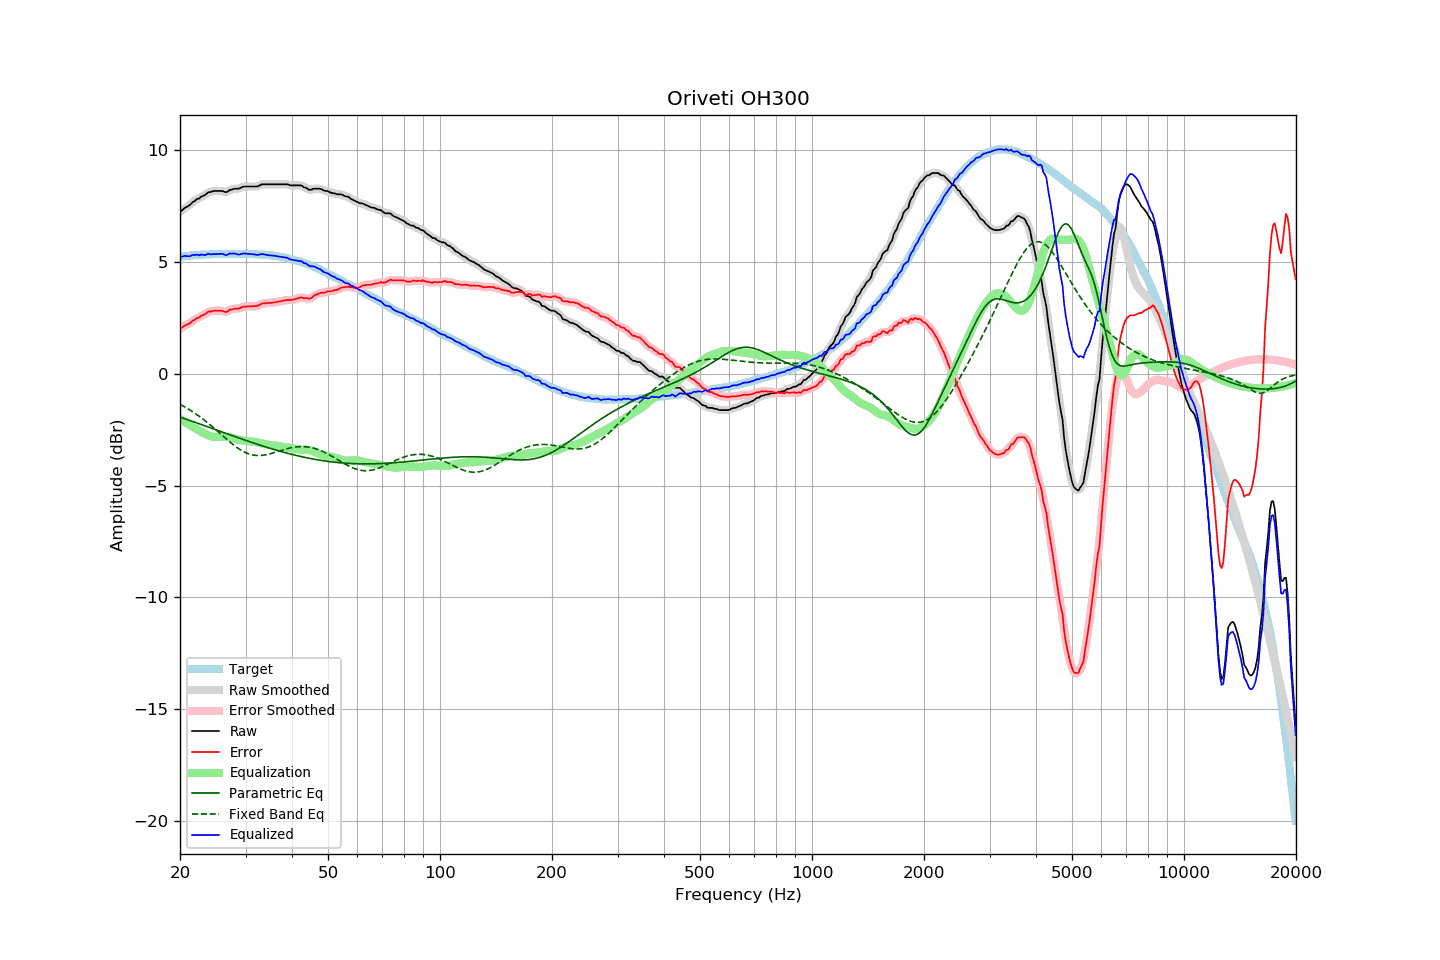 Oriveti OH300
10
5
0
−5
−10
−15
−20
Amplitude (dBr)
Target
Raw Smoothed
Error Smoothed
Raw
Error
Equalization
Parametric Eq
Fixed Band Eq
Equalized
20 50 100 200 500 1000 2000 5000 10000 20000
Frequency (Hz)